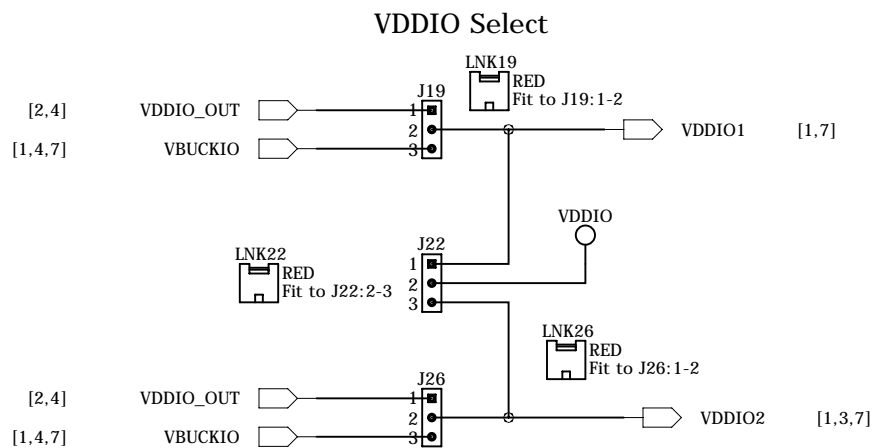 VDDIO Select
LNK19
RED
Fit to J19:1-2
J19
[2,4] VDDIO_OUT 1
2 VDDIO1 [1,7]
[1,4,7] VBUCKIO 3
VDDIO
LNK22
RED
Fit to J22:2-3
J22
1
2
3
LNK26
RED
Fit to J26:1-2
J26
[2,4] VDDIO_OUT 1
2 VDDIO2 [1,3,7]
[1,4,7] VBUCKIO 3